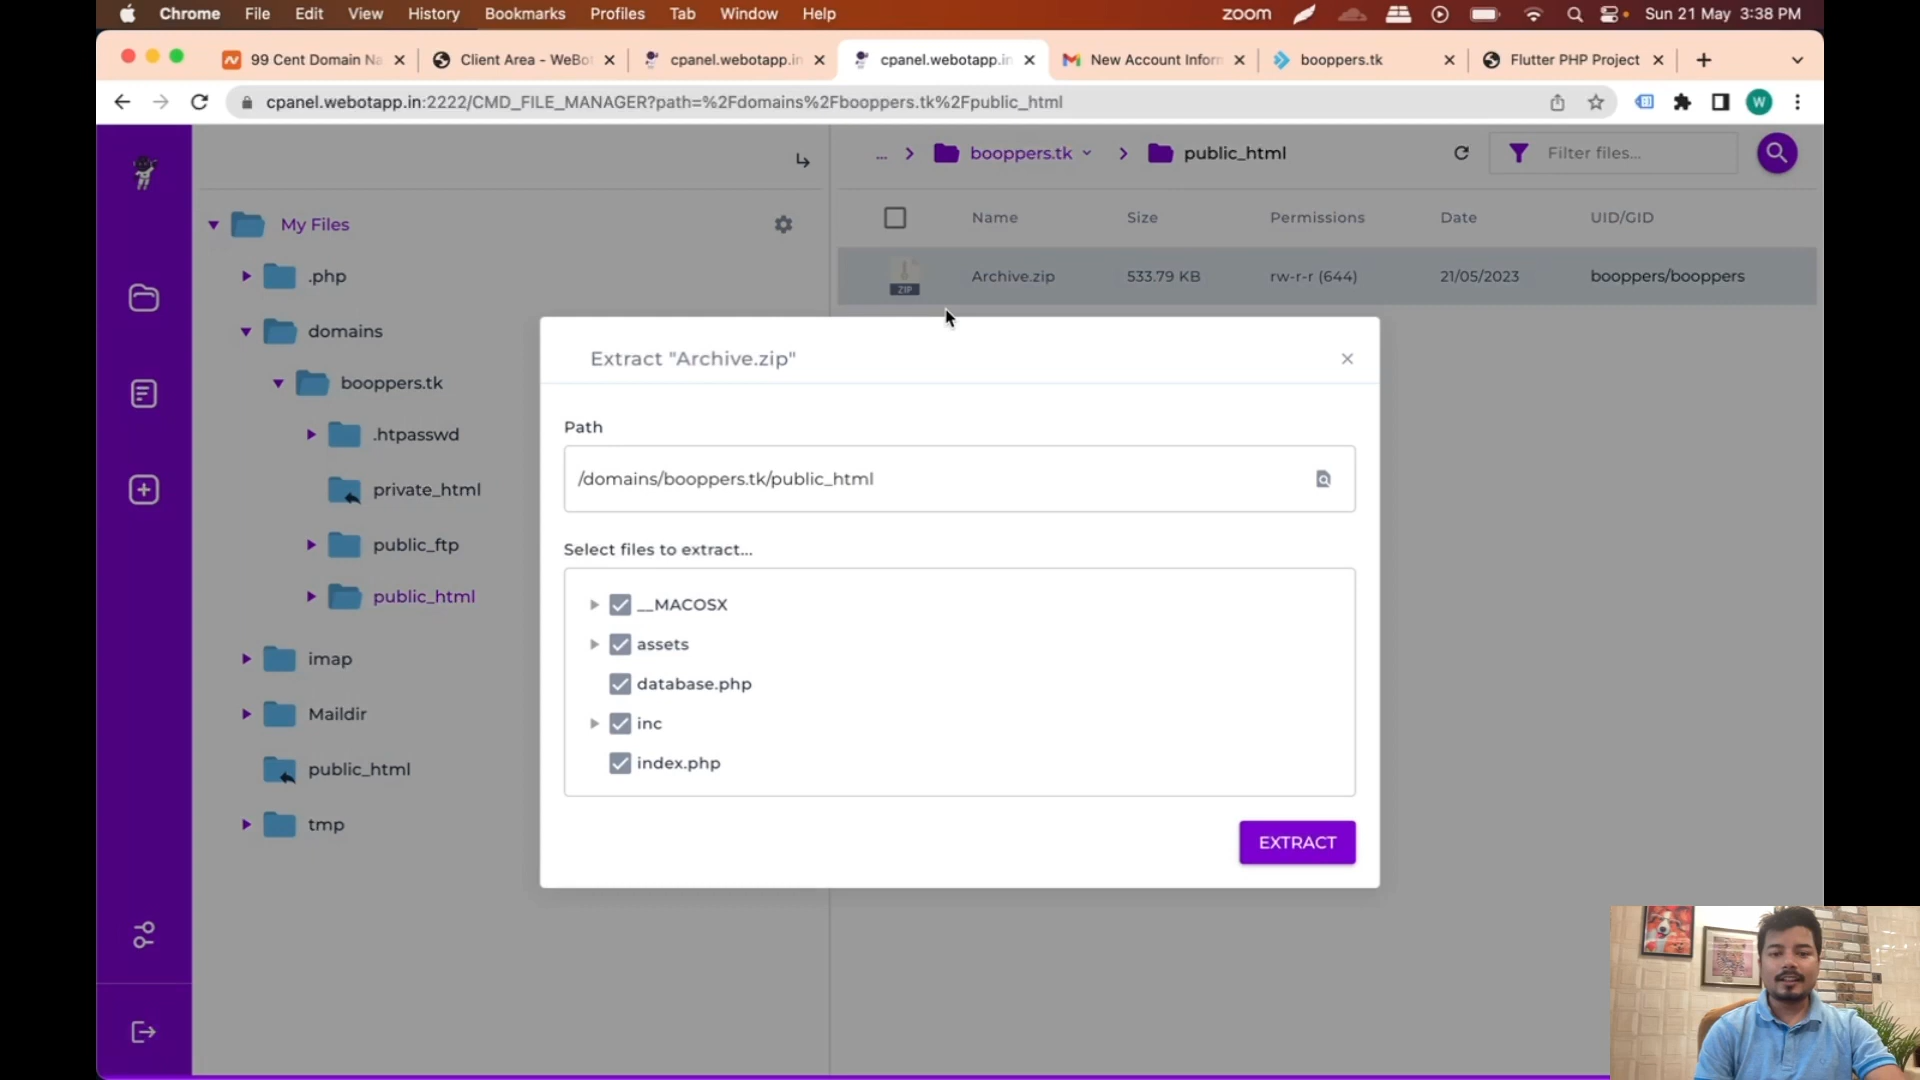 Chrome File Edit View History Bookmarks Profiles Tab Window Help zoom Sun 21 May 3:38 PM
99 Cent Domain Na Client Area - WeBot cpanel.webotapp.in cpanel.webotapp.in New Account Inform booppers.tk Flutter PHP Project
cpanel.webotapp.in:2222/CMD_FILE_MANAGER?path=%2Fdomains%2Fbooppers.tk%2Fpublic_html W
... booppers.tk public_html Filter files...
My Files
.php
domains
booppers.tk
.htpasswd
private_html
public_ftp
public_html
imap
Maildir
public_html
tmp
Name Size Permissions Date UID/GID
ZIP Archive.zip 533.79 KB rw-r-r (644) 21/05/2023 booppers/booppers
Extract "Archive.zip"
Path
/domains/booppers.tk/public_html
Select files to extract...
__MACOSX
assets
database.php
inc
index.php
EXTRACT